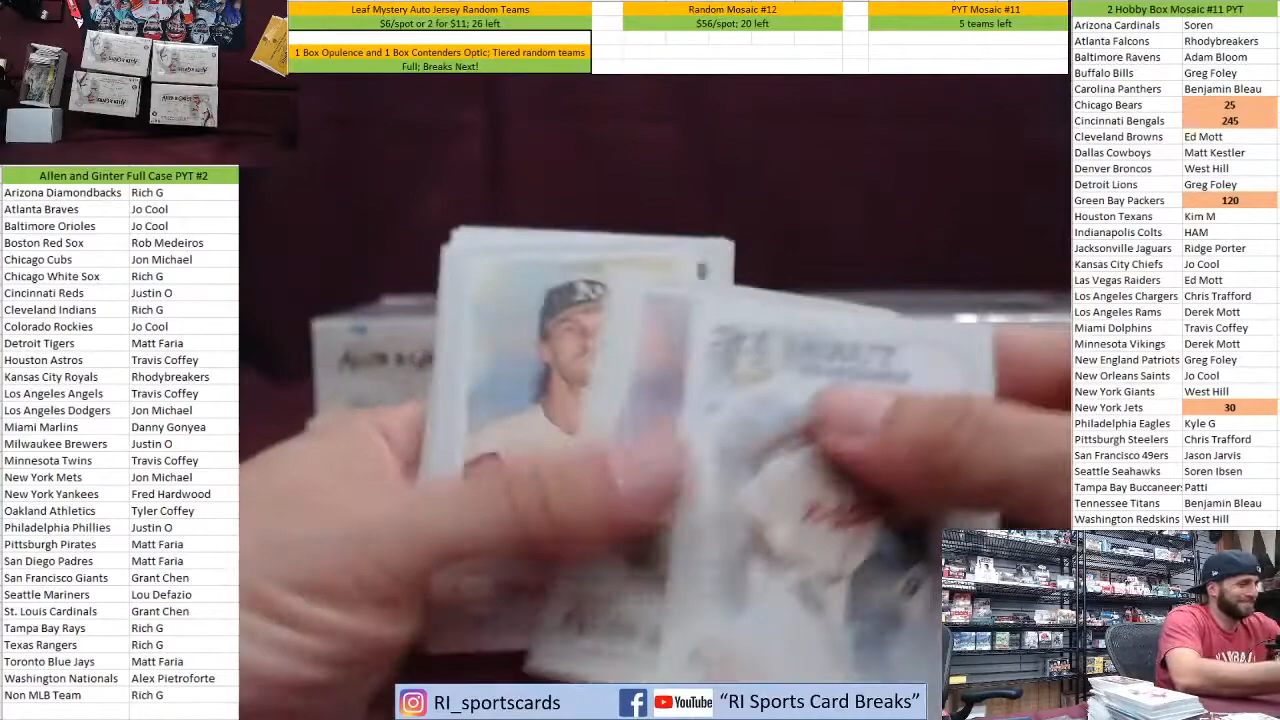 Leaf Mystery Auto Jersey Random Teams
$6/spot or 2 for $11; 26 left
1 Box Opulence and 1 Box Contenders Optic; Tiered random teams
Full; Breaks Next!
Random Mosaic #12
$56/spot; 20 left
PYT Mosaic #11
5 teams left
Allen and Ginter Full Case PYT #2
Arizona Diamondbacks Rich G
Atlanta Braves Jo Cool
Baltimore Orioles Jo Cool
Boston Red Sox Rob Medeiros
Chicago Cubs Jon Michael
Chicago White Sox Rich G
Cincinnati Reds Justin O
Cleveland Indians Rich G
Colorado Rockies Jo Cool
Detroit Tigers Matt Faria
Houston Astros Travis Coffey
Kansas City Royals Rhodybreakers
Los Angeles Angels Travis Coffey
Los Angeles Dodgers Jon Michael
Miami Marlins Danny Gonyea
Milwaukee Brewers Justin O
Minnesota Twins Travis Coffey
New York Mets Jon Michael
New York Yankees Fred Hardwood
Oakland Athletics Tyler Coffey
Philadelphia Phillies Justin O
Pittsburgh Pirates Matt Faria
San Diego Padres Matt Faria
San Francisco Giants Grant Chen
Seattle Mariners Lou Defazio
St. Louis Cardinals Grant Chen
Tampa Bay Rays Rich G
Texas Rangers Rich G
Toronto Blue Jays Matt Faria
Washington Nationals Alex Pietroforte
Non MLB Team Rich G
2 Hobby Box Mosaic #11 PYT
Arizona Cardinals Soren
Atlanta Falcons Rhodybreakers
Baltimore Ravens Adam Bloom
Buffalo Bills Greg Foley
Carolina Panthers Benjamin Bleau
Chicago Bears 25
Cincinnati Bengals 245
Cleveland Browns Ed Mott
Dallas Cowboys Matt Kestler
Denver Broncos West Hill
Detroit Lions Greg Foley
Green Bay Packers 120
Houston Texans Kim M
Indianapolis Colts HAM
Jacksonville Jaguars Ridge Porter
Kansas City Chiefs Jo Cool
Las Vegas Raiders Ed Mott
Los Angeles Chargers Chris Trafford
Los Angeles Rams Derek Mott
Miami Dolphins Travis Coffey
Minnesota Vikings Derek Mott
New England Patriots Greg Foley
New Orleans Saints Jo Cool
New York Giants West Hill
New York Jets 30
Philadelphia Eagles Kyle G
Pittsburgh Steelers Chris Trafford
San Francisco 49ers Jason Jarvis
Seattle Seahawks Soren Ibsen
Tampa Bay Buccaneer Patti
Tennessee Titans Benjamin Bleau
Washington Redskins West Hill
RI_sportscards
YouTube "RI Sports Card Breaks"